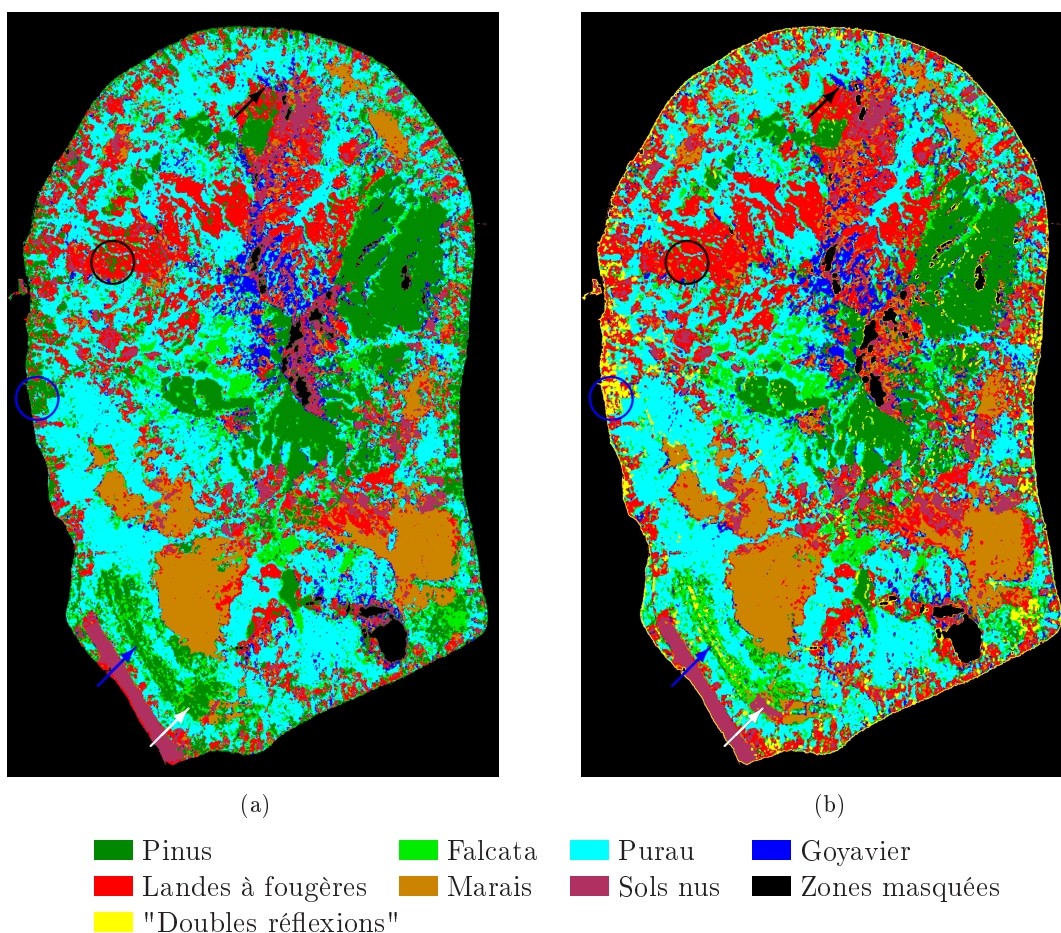 (a)
(b)
Pinus Falcata Purau Goyavier
Landes à fougères Marais Sols nus Zones masquées
"Doubles réflexions"